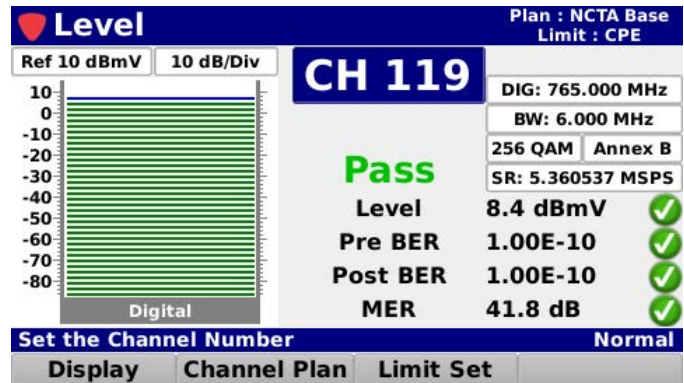 Level
Plan : NCTA Base
Limit : CPE
Ref 10 dBmV 10 dB/Div
CH 119
DIG: 765.000 MHz
BW: 6.000 MHz
256 QAM Annex B
SR: 5.360537 MSPS
10
0
-10
-20
-30
-40
-50
-60
-70
-80
Digital
Pass
Level 8.4 dBmV
Pre BER 1.00E-10
Post BER 1.00E-10
MER 41.8 dB
Set the Channel Number Normal
Display Channel Plan Limit Set